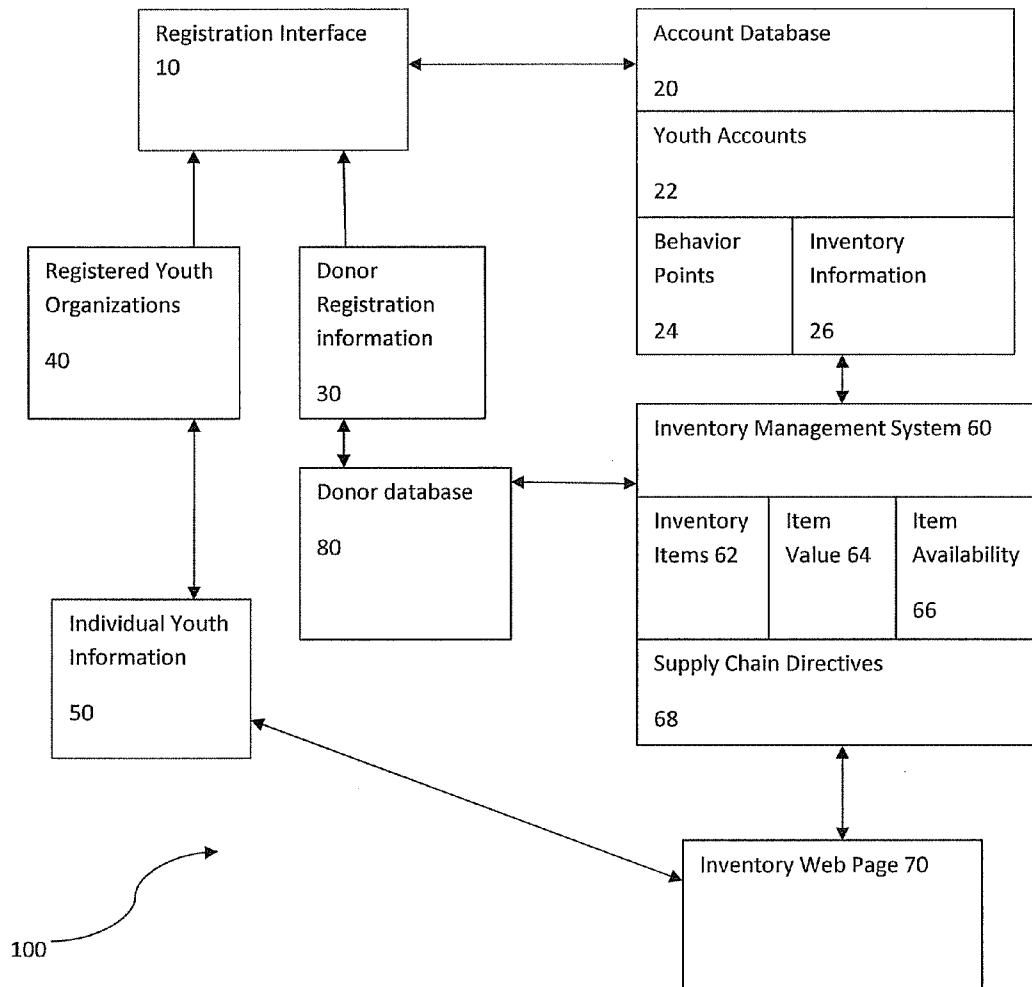 Registration Interface
10
Account Database
20
Youth Accounts
22
Behavior
Points
24
Inventory
Information
26
Registered Youth
Organizations
40
Donor
Registration
information
30
Inventory Management System 60
Donor database
80
Inventory
Items 62
Item
Value 64
Item
Availability
66
Individual Youth
Information
50
Supply Chain Directives
68
Inventory Web Page 70
100